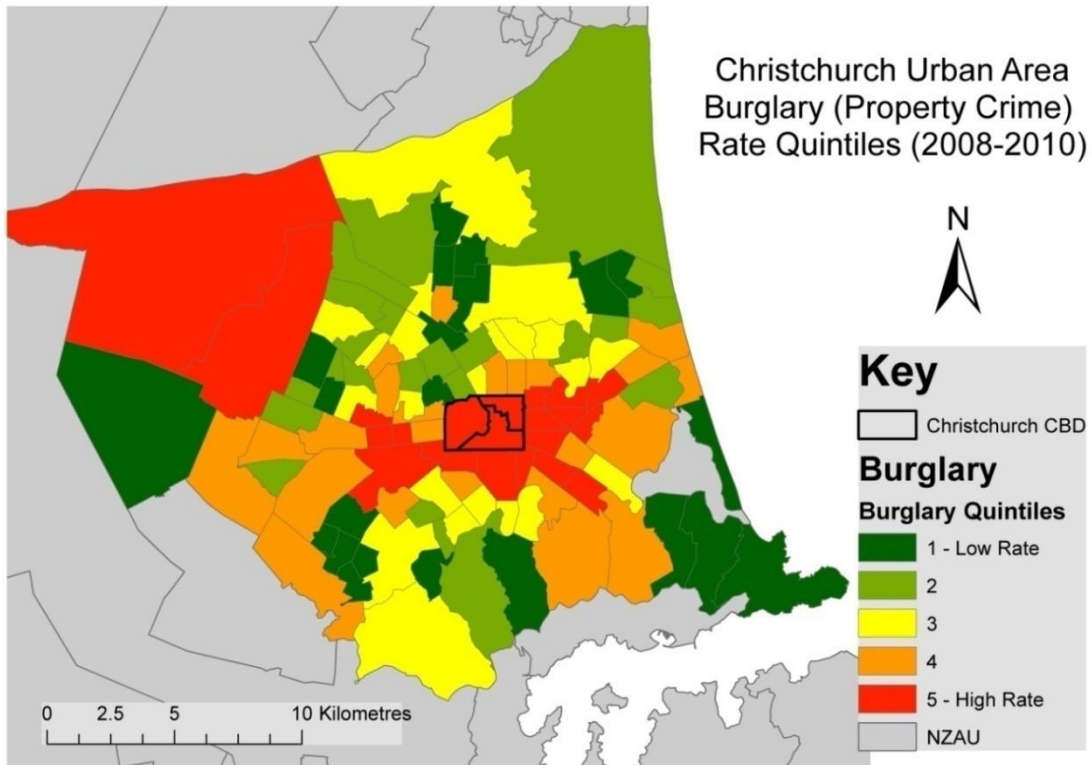 Christchurch Urban Area
Burglary (Property Crime)
Rate Quintiles (2008-2010)
N
Key
Christchurch CBD
Burglary
Burglary Quintiles
1 - Low Rate
2
3
4
5 - High Rate
NZAU
0 2.5 5 10 Kilometres